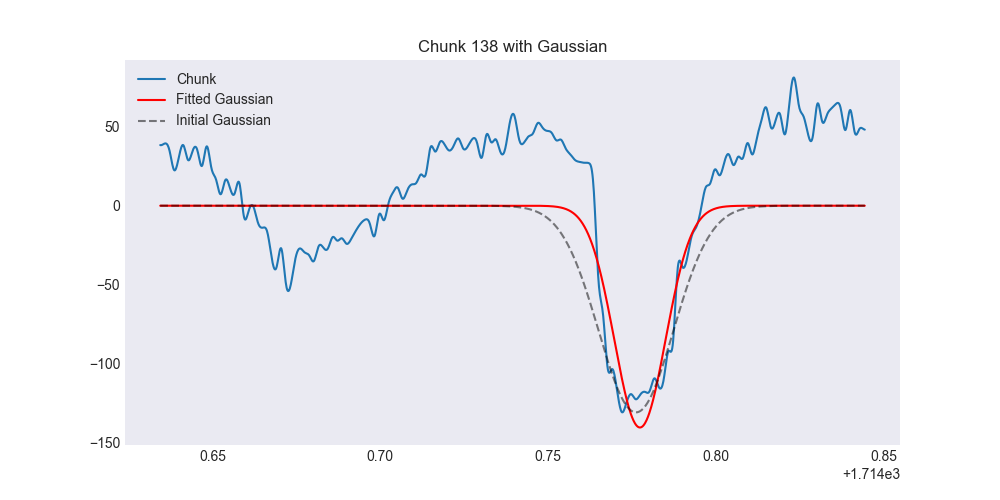 Chunk 138 with Gaussian
Chunk
Fitted Gaussian
Initial Gaussian
50
0
−50
−100
−150
0.65
0.70
0.75
0.80
0.85
+1.714e3